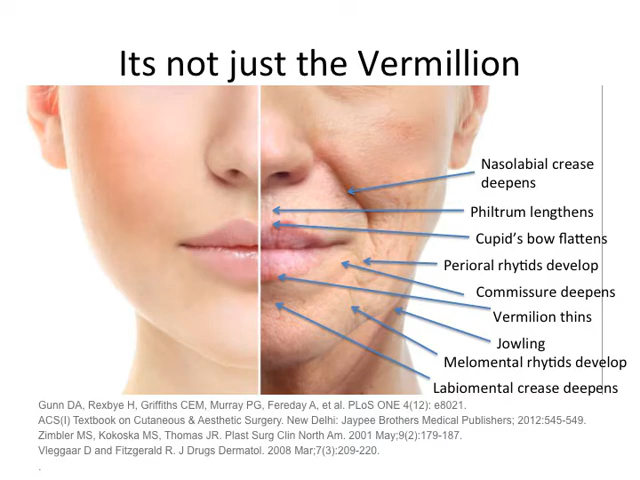 Its not just the Vermillion
Nasolabial crease
deepens
Philtrum lengthens
Cupid's bow flattens
Perioral rhytids develop
Commissure deepens
Vermilion thins
Jowling
Melomental rhytids develop
Labiomental crease deepens
Gunn DA, Rexbye H, Griffiths CEM, Murray PG, Fereday A, et al. PLoS ONE 4(12): e8021.
ACS(I) Textbook on Cutaneous & Aesthetic Surgery. New Delhi: Jaypee Brothers Medical Publishers; 2012:545-549.
Zimbler MS, Kokoska MS, Thomas JR. Plast Surg Clin North Am. 2001 May;9(2):179-187.
Vleggaar D and Fitzgerald R. J Drugs Dermatol. 2008 Mar;7(3):209-220.
.